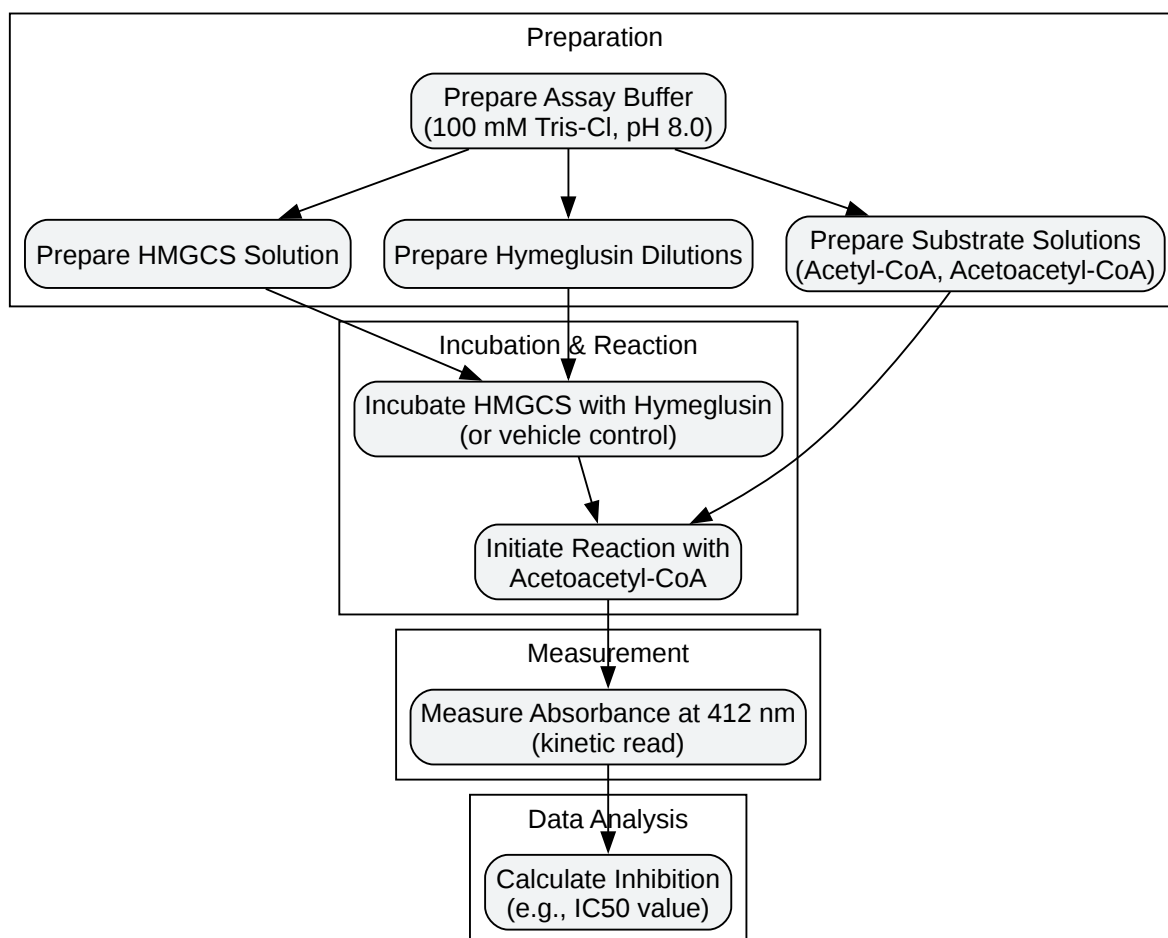 Preparation
Prepare Assay Buffer
(100 mM Tris-Cl, pH 8.0)
Prepare HMGCS Solution
Prepare Hymeglusin Dilutions
Prepare Substrate Solutions
(Acetyl-CoA, Acetoacetyl-CoA)
Incubation & Reaction
Incubate HMGCS with Hymeglusin
(or vehicle control)
Initiate Reaction with
Acetoacetyl-CoA
Measurement
Measure Absorbance at 412 nm
(kinetic read)
Data Analysis
Calculate Inhibition
(e.g., IC50 value)